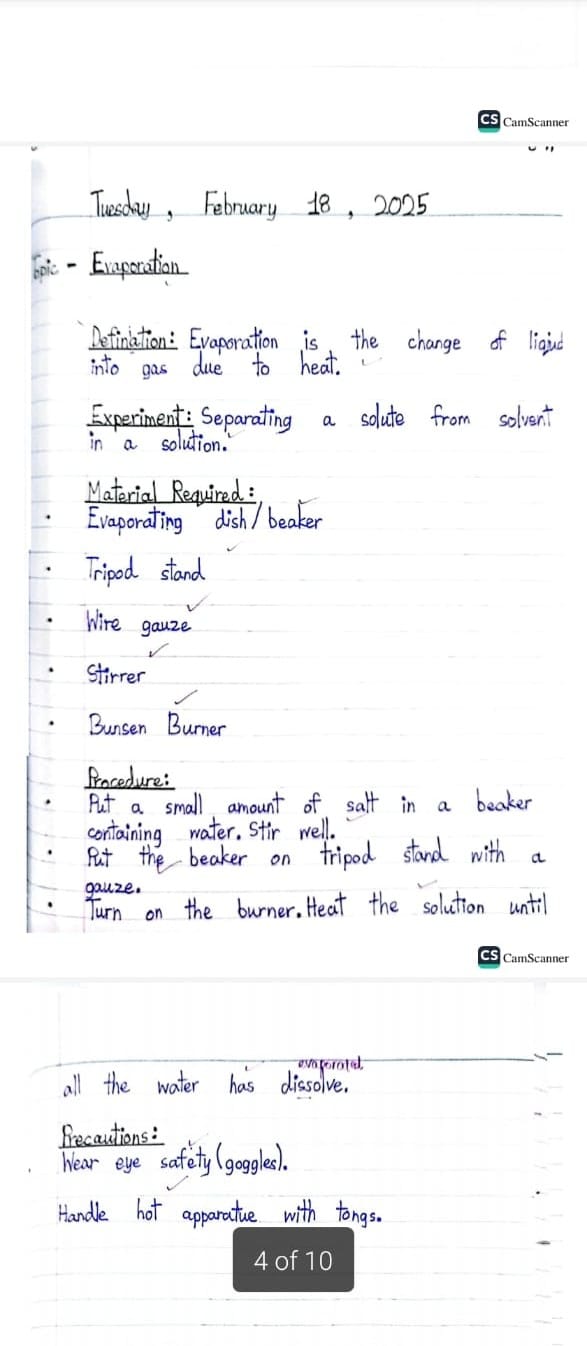 CS CamScanner
Tuesday, February 18, 2025
Topic - Evaporation
Defination: Evaporation is the change of liqiud
into gas due to heat.
Experiment: Separating a solute from solvent
in a solution.
Material Required:
• Evaporating dish/beaker
• Tripod stand
• Wire gauze
• Stirrer
• Bunsen Burner
Procedure:
• Put a small amount of salt in a beaker
containing water. Stir well.
• Put the beaker on tripod stand with a
gauze.
• Turn on the burner. Heat the solution until
CS CamScanner
evaporated
all the water has dissolve.
Precautions:
Wear eye safety (goggles).
Handle hot apparatue with tongs.
4 of 10